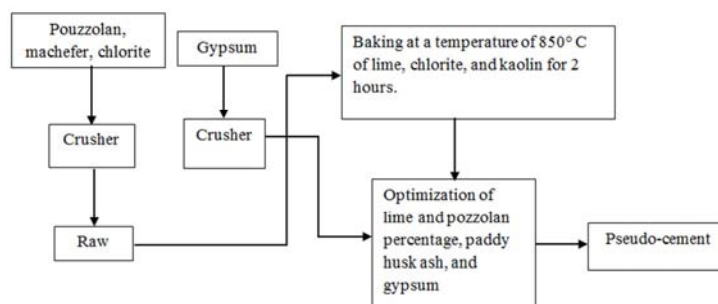 Pouzzolan,
machefer, chlorite
Gypsum
Baking at a temperature of 850° C
of lime, chlorite, and kaolin for 2
hours.
Crusher
Crusher
Raw
Optimization of
lime and pozzolan
percentage, paddy
husk ash, and
gypsum
Pseudo-cement